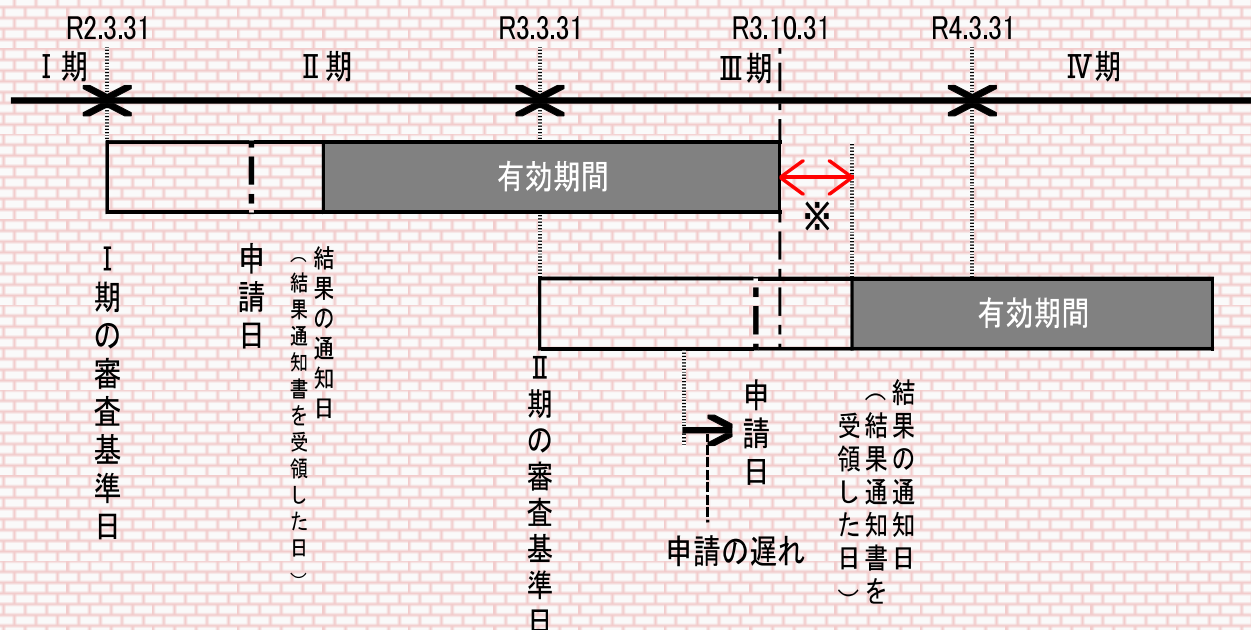 R2.3.31
R3.3.31
R3.10.31
R4.3.31
Ⅰ期
Ⅱ期
Ⅲ期
Ⅳ期
有効期間
※
有効期間
Ⅰ期の審査基準日
申請日
結果の通知日
（結果通知書を受領した日）
Ⅱ期の審査基準日
申請の遅れ
申請日
結果の通知日
（結果通知書を
受領した日）